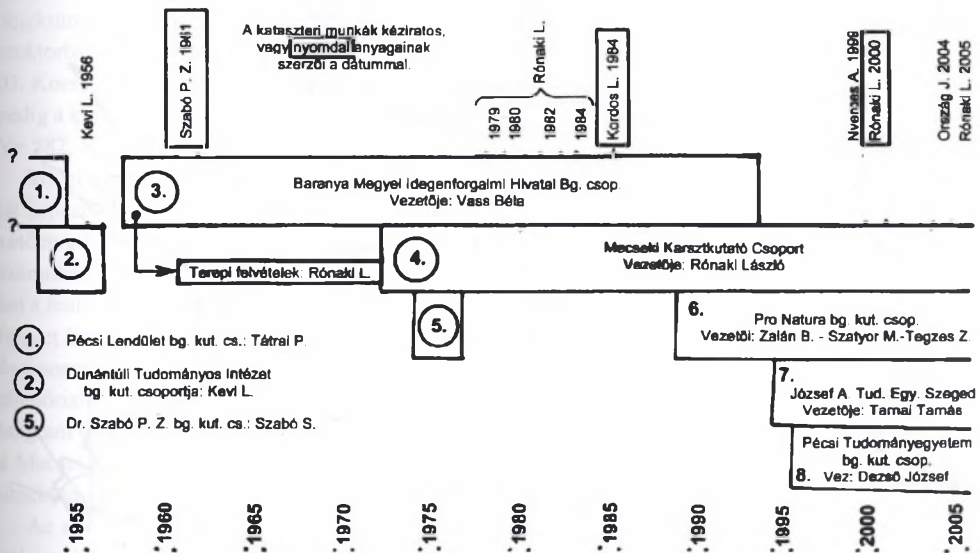 Kevi L. 1956
Szabó P. Z. 1961
A kataszteri munkák kéziratos,
vagy nyomdai anyagainak
szerzői a dátummal.
Rónaki L.
1979
1980
1982
1984
Kordos L. 1984
Rónaki L. 2000
Ország J. 2004
Rónaki L. 2005
?
1.
3.
Baranya Megyei Idegenforgalmi Hivatal Bg. csop.
Vezetője: Vass Béla
?
2.
Terepi felvételek: Rónaki L.
4.
Mecseki Karsztkutató Csoport
Vezetője: Rónaki László
5.
6.
Pro Natura bg. kut. csop.
Vezetői: Zalán B. - Szatyor M.-Tegzes Z.
1. Pécsi Lendület bg. kut. cs.: Tátrai P.
2. Dunántúli Tudományos Intézet
bg. kut. csoportja: Kevi L.
5. Dr. Szabó P. Z. bg. kut. cs.: Szabó S.
7.
József A. Tud. Egy. Szeged
Vezetője: Tarnai Tamás
Pécsi Tudományegyetem
bg. kut. csop.
8. Vez: Dezső József
1955
1960
1965
1970
1975
1980
1985
1990
1995
2000
2005